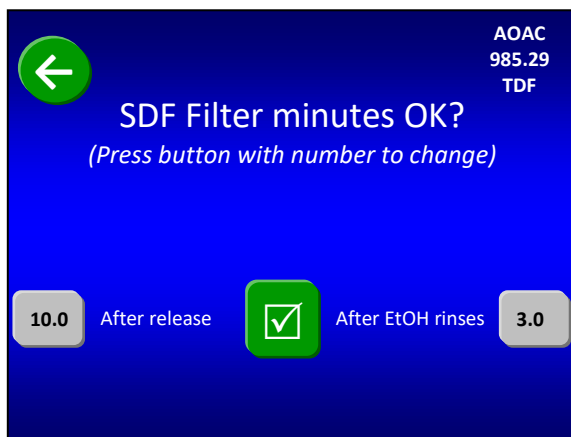 AOAC
985.29
TDF
SDF Filter minutes OK?
(Press button with number to change)
10.0 After release After EtOH rinses 3.0